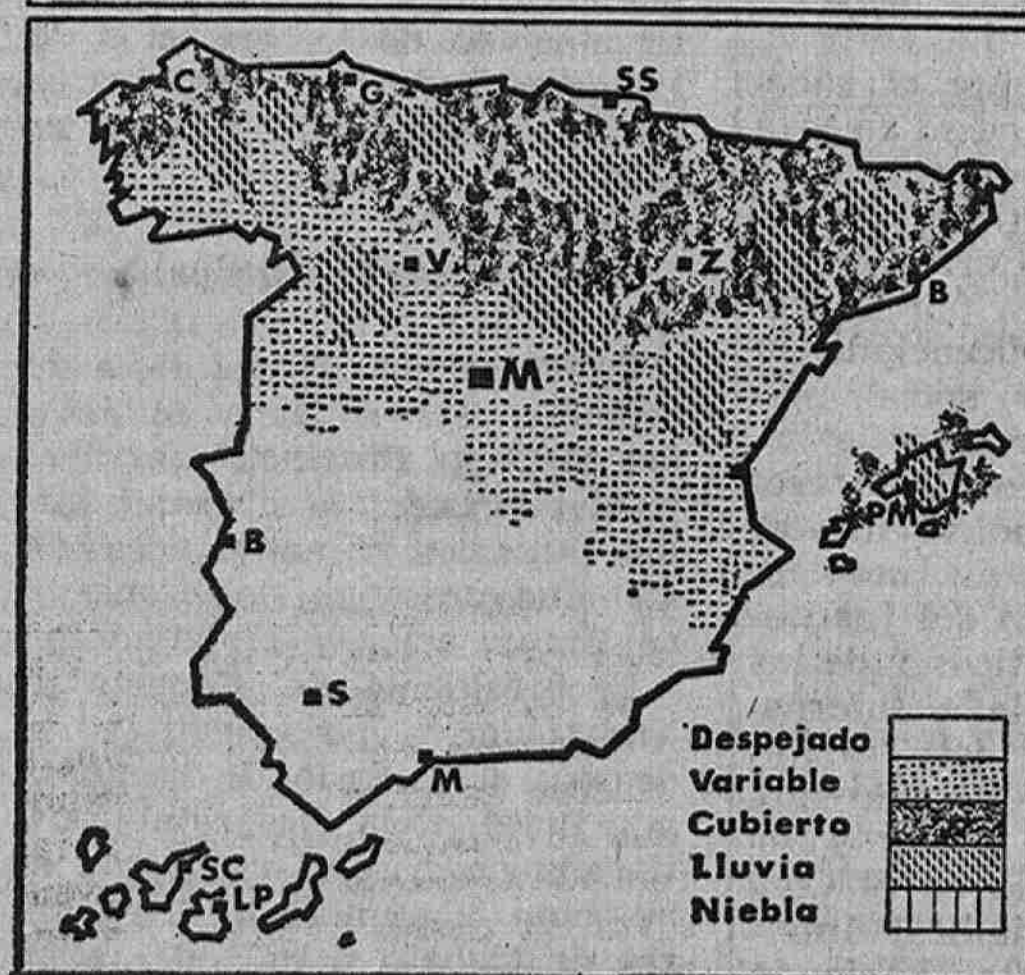 C
G
SS
V
Z
B
M
PM
B
S
M
SC
LP
Despejado
Variable
Cubierto
Lluvia
Niebla